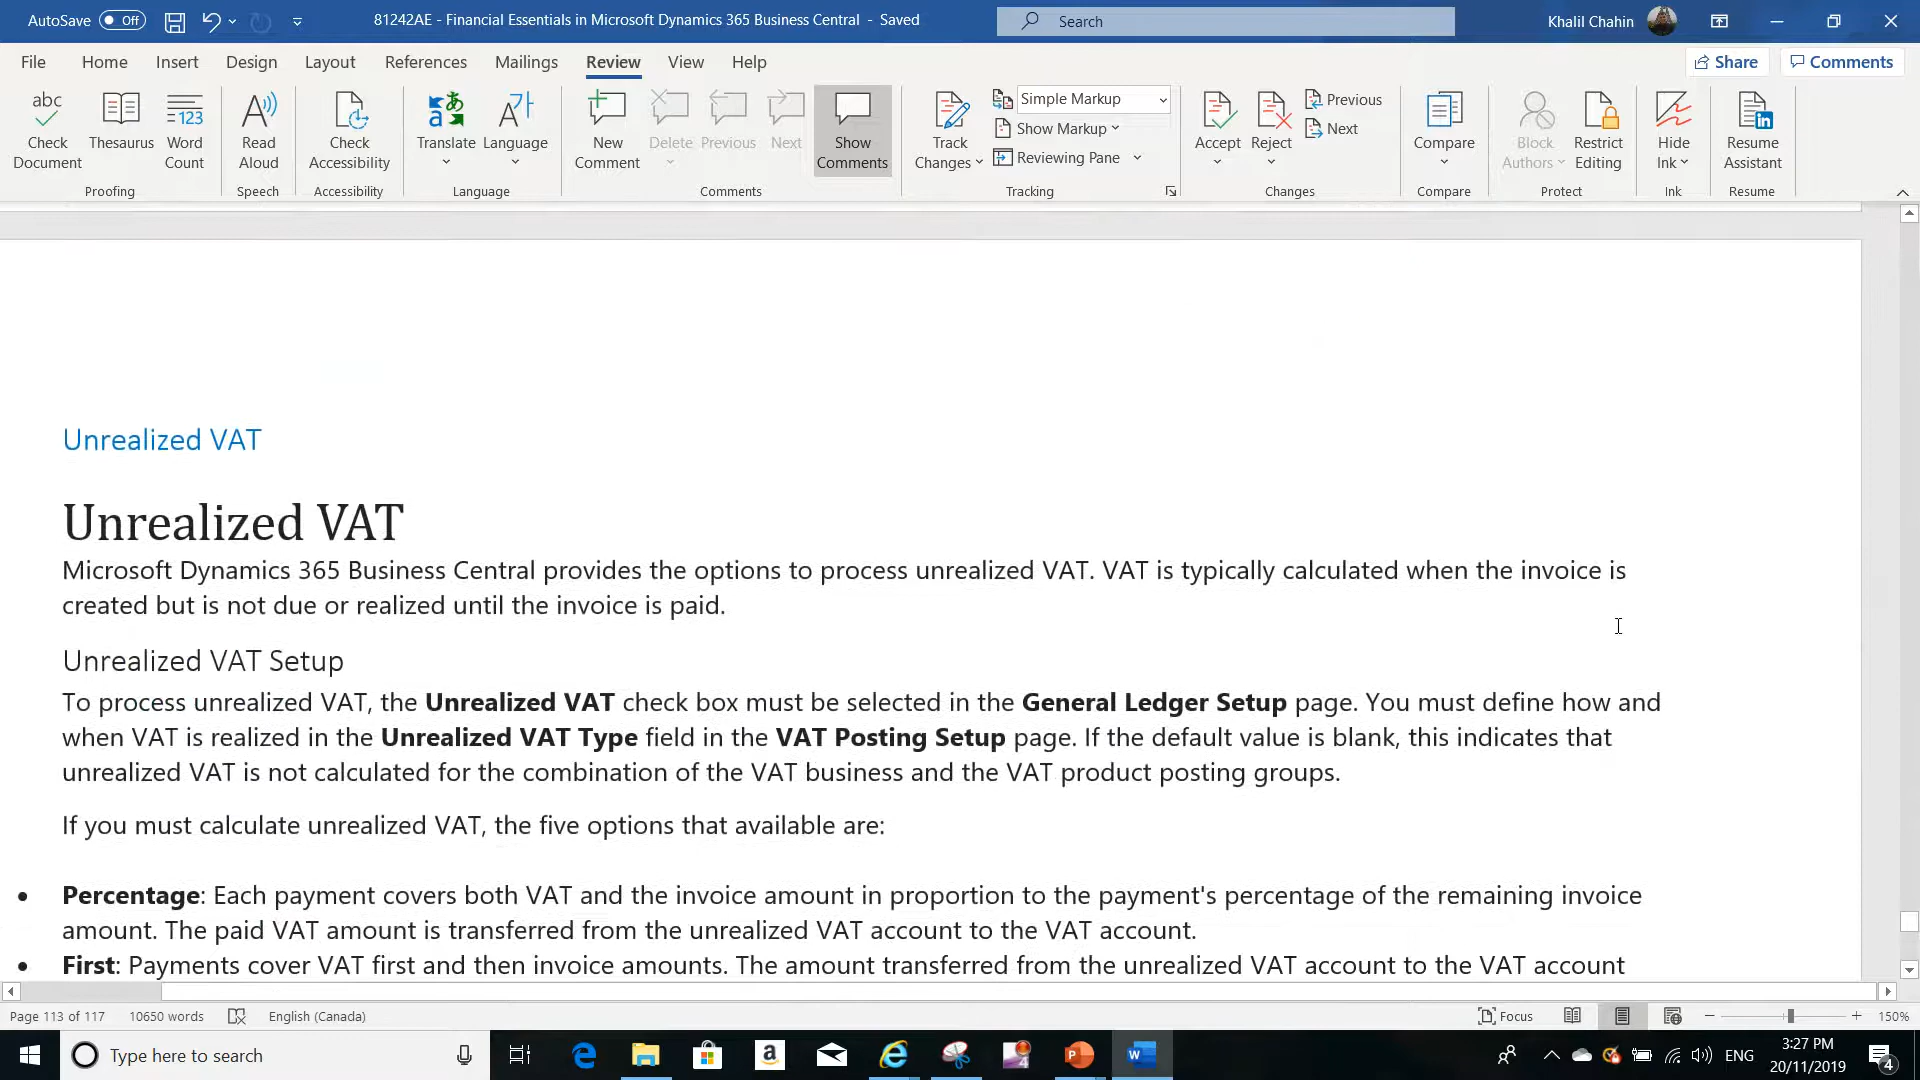 AutoSave Off 81242AE - Financial Essentials in Microsoft Dynamics 365 Business Central - Saved Search Khalil Chahin
File Home Insert Design Layout References Mailings Review View Help Share Comments
Check Document Thesaurus Word Count Read Aloud Check Accessibility Translate Language New Comment Delete Previous Next Show Comments Track Changes Simple Markup Show Markup Reviewing Pane Accept Reject Previous Next Compare Block Authors Restrict Editing Hide Ink Resume Assistant
Proofing Speech Accessibility Language Comments Tracking Changes Compare Protect Ink Resume
Unrealized VAT
Unrealized VAT
Microsoft Dynamics 365 Business Central provides the options to process unrealized VAT. VAT is typically calculated when the invoice is
created but is not due or realized until the invoice is paid.
Unrealized VAT Setup
To process unrealized VAT, the Unrealized VAT check box must be selected in the General Ledger Setup page. You must define how and
when VAT is realized in the Unrealized VAT Type field in the VAT Posting Setup page. If the default value is blank, this indicates that
unrealized VAT is not calculated for the combination of the VAT business and the VAT product posting groups.
If you must calculate unrealized VAT, the five options that available are:
• Percentage: Each payment covers both VAT and the invoice amount in proportion to the payment's percentage of the remaining invoice
amount. The paid VAT amount is transferred from the unrealized VAT account to the VAT account.
• First: Payments cover VAT first and then invoice amounts. The amount transferred from the unrealized VAT account to the VAT account
Page 113 of 117 10650 words English (Canada) Focus 150%
Type here to search ENG 3:27 PM
20/11/2019 4